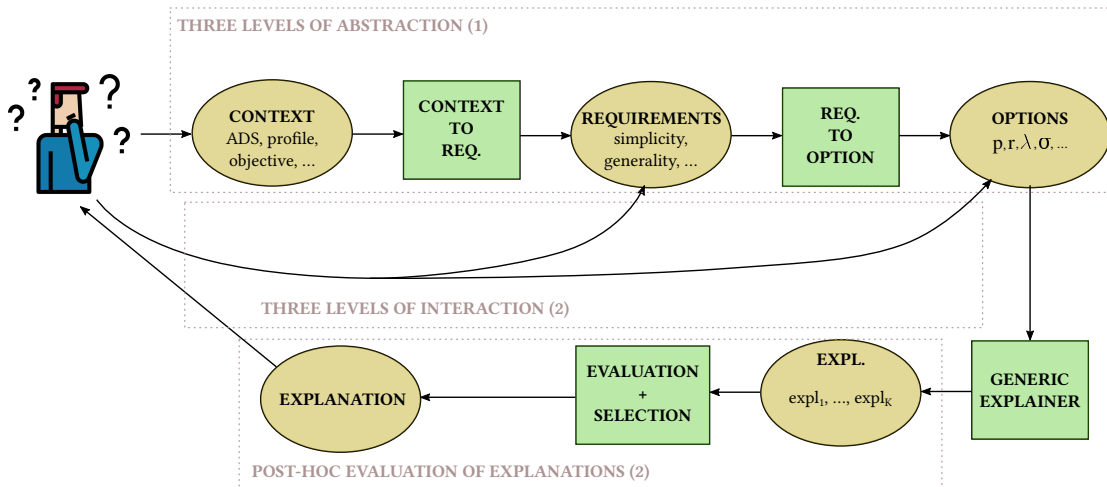 THREE LEVELS OF ABSTRACTION (1)
? ? ? ?
CONTEXT
ADS, profile,
objective, ...
CONTEXT
TO
REQ.
REQUIREMENTS
simplicity,
generality, ...
REQ.
TO
OPTION
OPTIONS
p, r, λ, σ, ...
THREE LEVELS OF INTERACTION (2)
EXPLANATION
EVALUATION
+
SELECTION
EXPL.
expl₁, ..., expl_K
GENERIC
EXPLAINER
POST-HOC EVALUATION OF EXPLANATIONS (2)